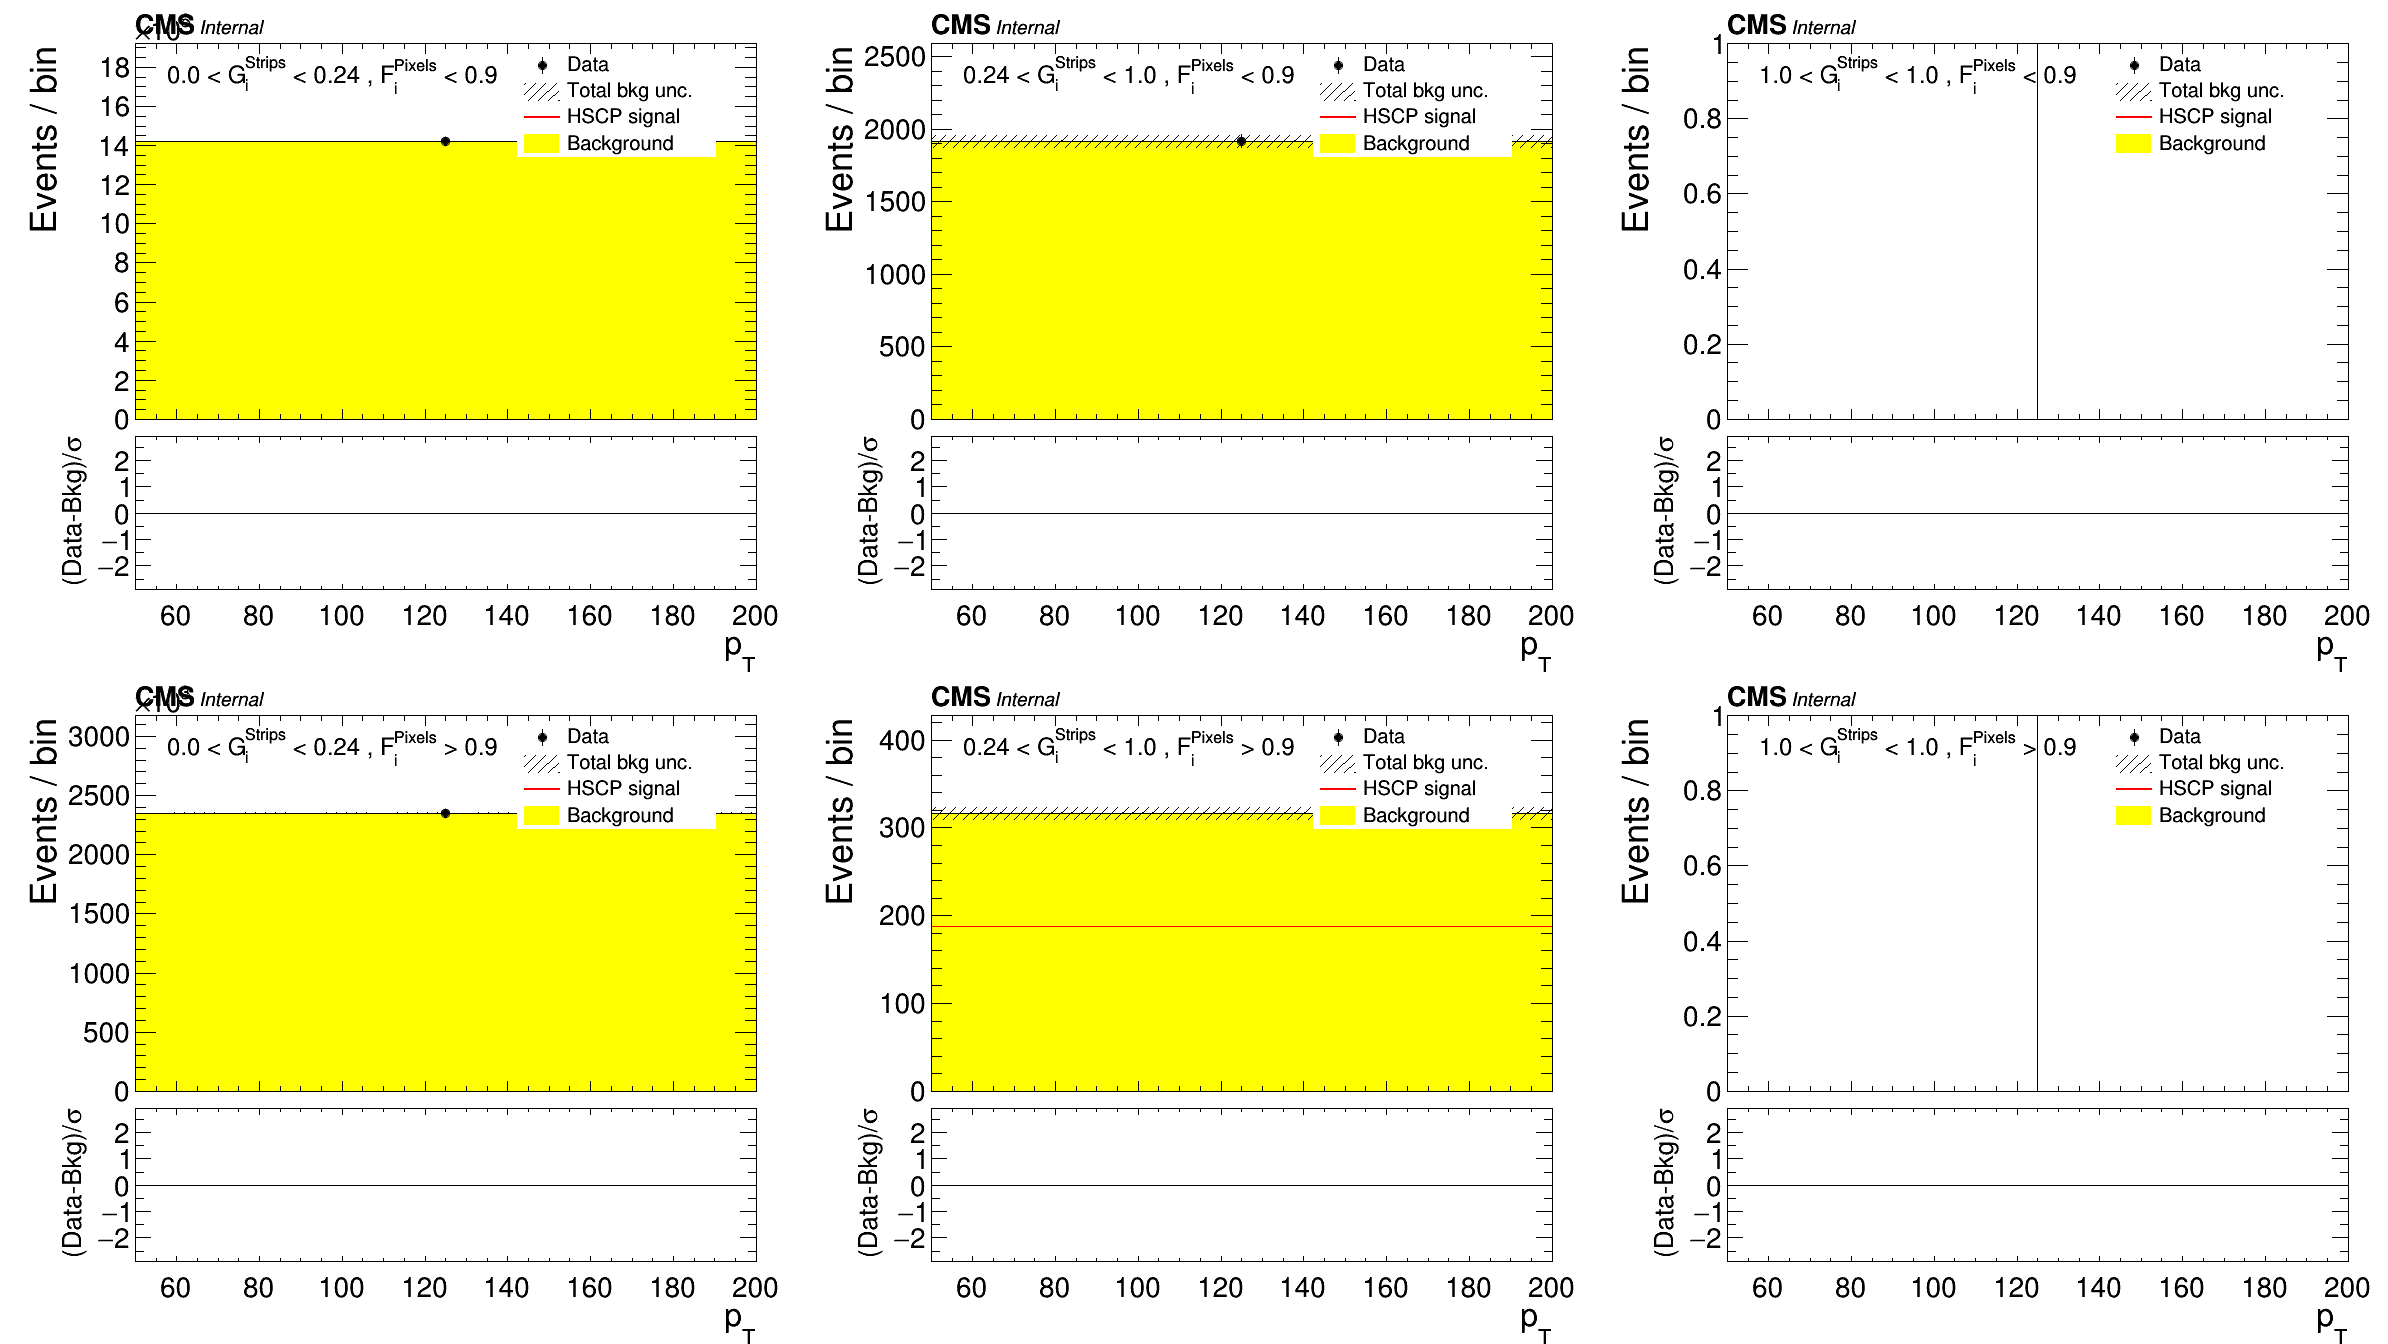 CMS Internal
Events / bin
0.0 < G_i^Strips < 0.24 , F_i^Pixels < 0.9
Data
Total bkg unc.
HSCP signal
Background
18
16
14
12
10
8
6
4
2
0
(Data-Bkg)/σ
2
1
0
−1
−2
60 80 100 120 140 160 180 200
p_T
CMS Internal
Events / bin
0.24 < G_i^Strips < 1.0 , F_i^Pixels < 0.9
Data
Total bkg unc.
HSCP signal
Background
2500
2000
1500
1000
500
0
(Data-Bkg)/σ
2
1
0
−1
−2
60 80 100 120 140 160 180 200
p_T
CMS Internal
Events / bin
1.0 < G_i^Strips < 1.0 , F_i^Pixels < 0.9
Data
Total bkg unc.
HSCP signal
Background
1
0.8
0.6
0.4
0.2
0
(Data-Bkg)/σ
2
1
0
−1
−2
60 80 100 120 140 160 180 200
p_T
CMS Internal
Events / bin
0.0 < G_i^Strips < 0.24 , F_i^Pixels > 0.9
Data
Total bkg unc.
HSCP signal
Background
3000
2500
2000
1500
1000
500
0
(Data-Bkg)/σ
2
1
0
−1
−2
60 80 100 120 140 160 180 200
p_T
CMS Internal
Events / bin
0.24 < G_i^Strips < 1.0 , F_i^Pixels > 0.9
Data
Total bkg unc.
HSCP signal
Background
400
300
200
100
0
(Data-Bkg)/σ
2
1
0
−1
−2
60 80 100 120 140 160 180 200
p_T
CMS Internal
Events / bin
1.0 < G_i^Strips < 1.0 , F_i^Pixels > 0.9
Data
Total bkg unc.
HSCP signal
Background
1
0.8
0.6
0.4
0.2
0
(Data-Bkg)/σ
2
1
0
−1
−2
60 80 100 120 140 160 180 200
p_T